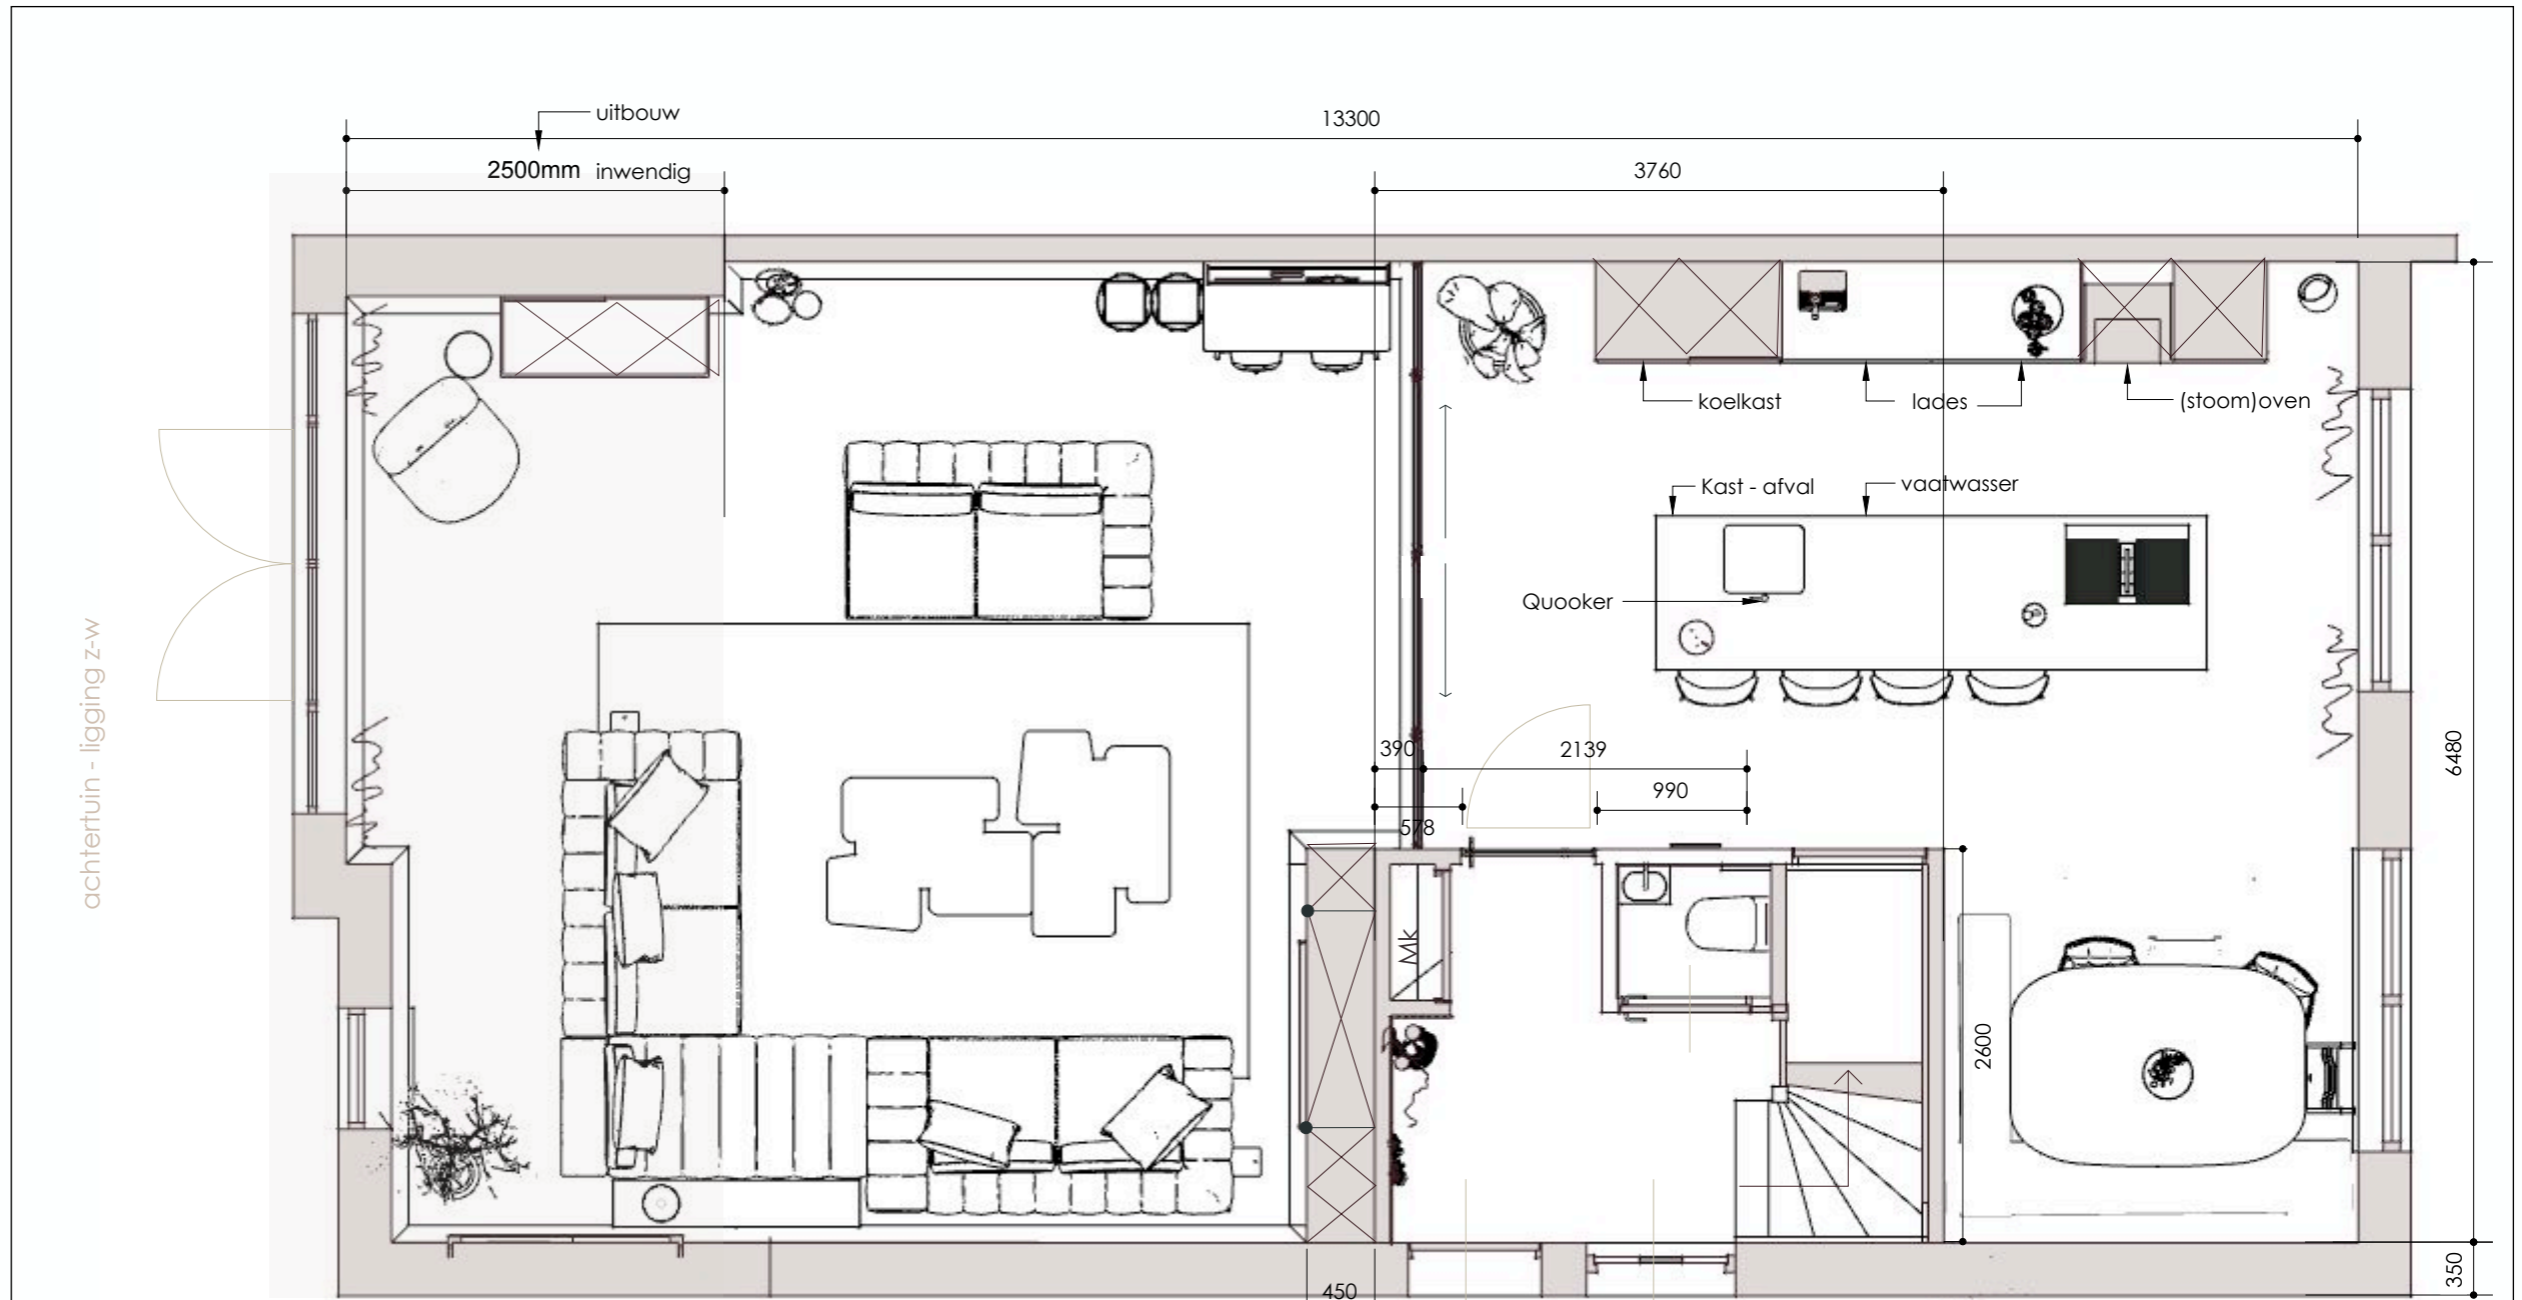 uitbouw
13300
2500mm inwendig
3760
koelkast
lades
(stoom)oven
Kast - afval
vaatwasser
Quooker
achtertuin - ligging z-w
390
2139
990
578
6480
Mk
2600
450
350